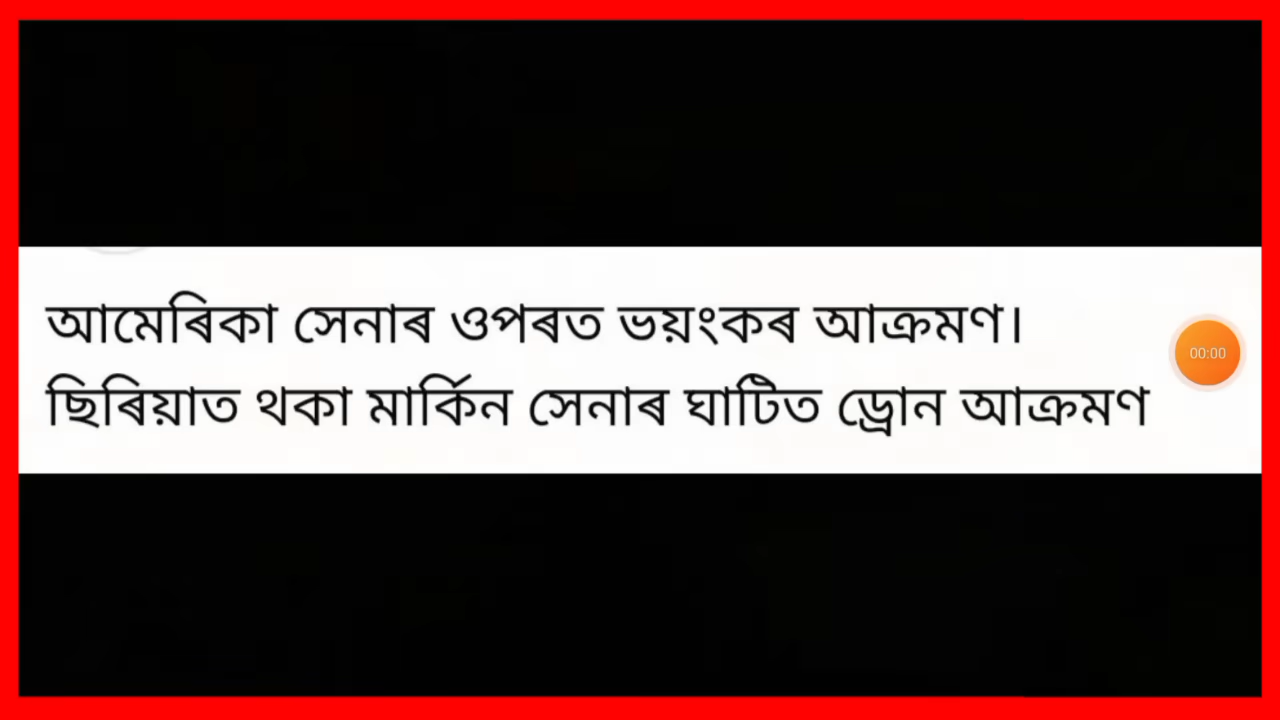 আমেৰিকা সেনাৰ ওপৰত ভয়ংকৰ আক্ৰমণ।
ছিৰিয়াত থকা মাৰ্কিন সেনাৰ ঘাটিত ড্ৰোন আক্ৰমণ
00:00